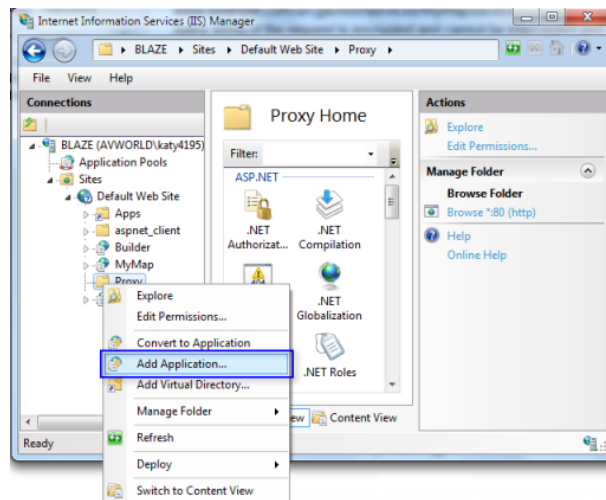 Internet Information Services (IIS) Manager
BLAZE
Sites
Default Web Site
Proxy
File View Help
Connections
BLAZE (AVWORLD\katy4195)
Application Pools
Sites
Default Web Site
Apps
aspnet_client
Builder
MyMap
Proxy
Explore
Edit Permissions...
Convert to Application
Add Application...
Add Virtual Directory...
Manage Folder
Refresh
Deploy
Switch to Content View
Ready
Proxy Home
Filter:
ASP.NET
.NET
Authorizat...
.NET
Compilation
404
.NET
Globalization
.NET Roles
Content View
Actions
Explore
Edit Permissions...
Manage Folder
Browse Folder
Browse *:80 (http)
Help
Online Help